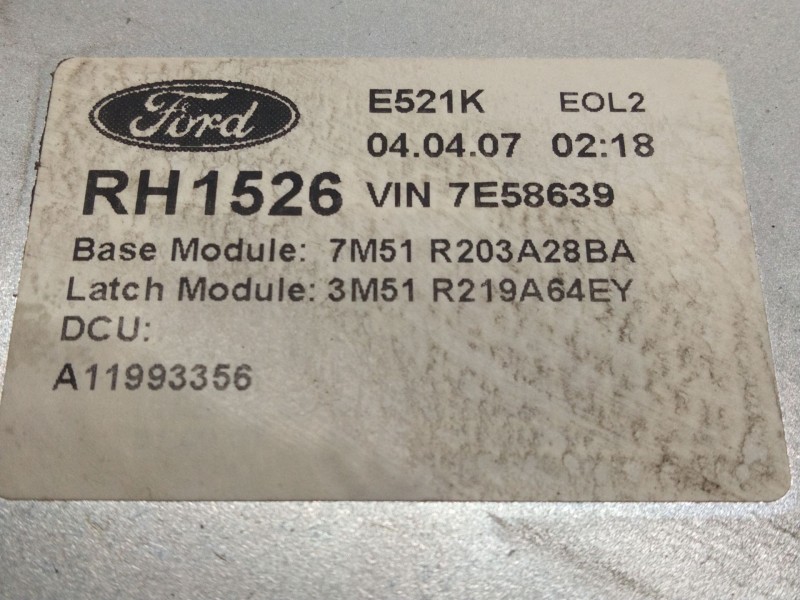 Ford
E521K EOL2
04.04.07 02:18
RH1526 VIN 7E58639
Base Module: 7M51 R203A28BA
Latch Module: 3M51 R219A64EY
DCU:
A11993356